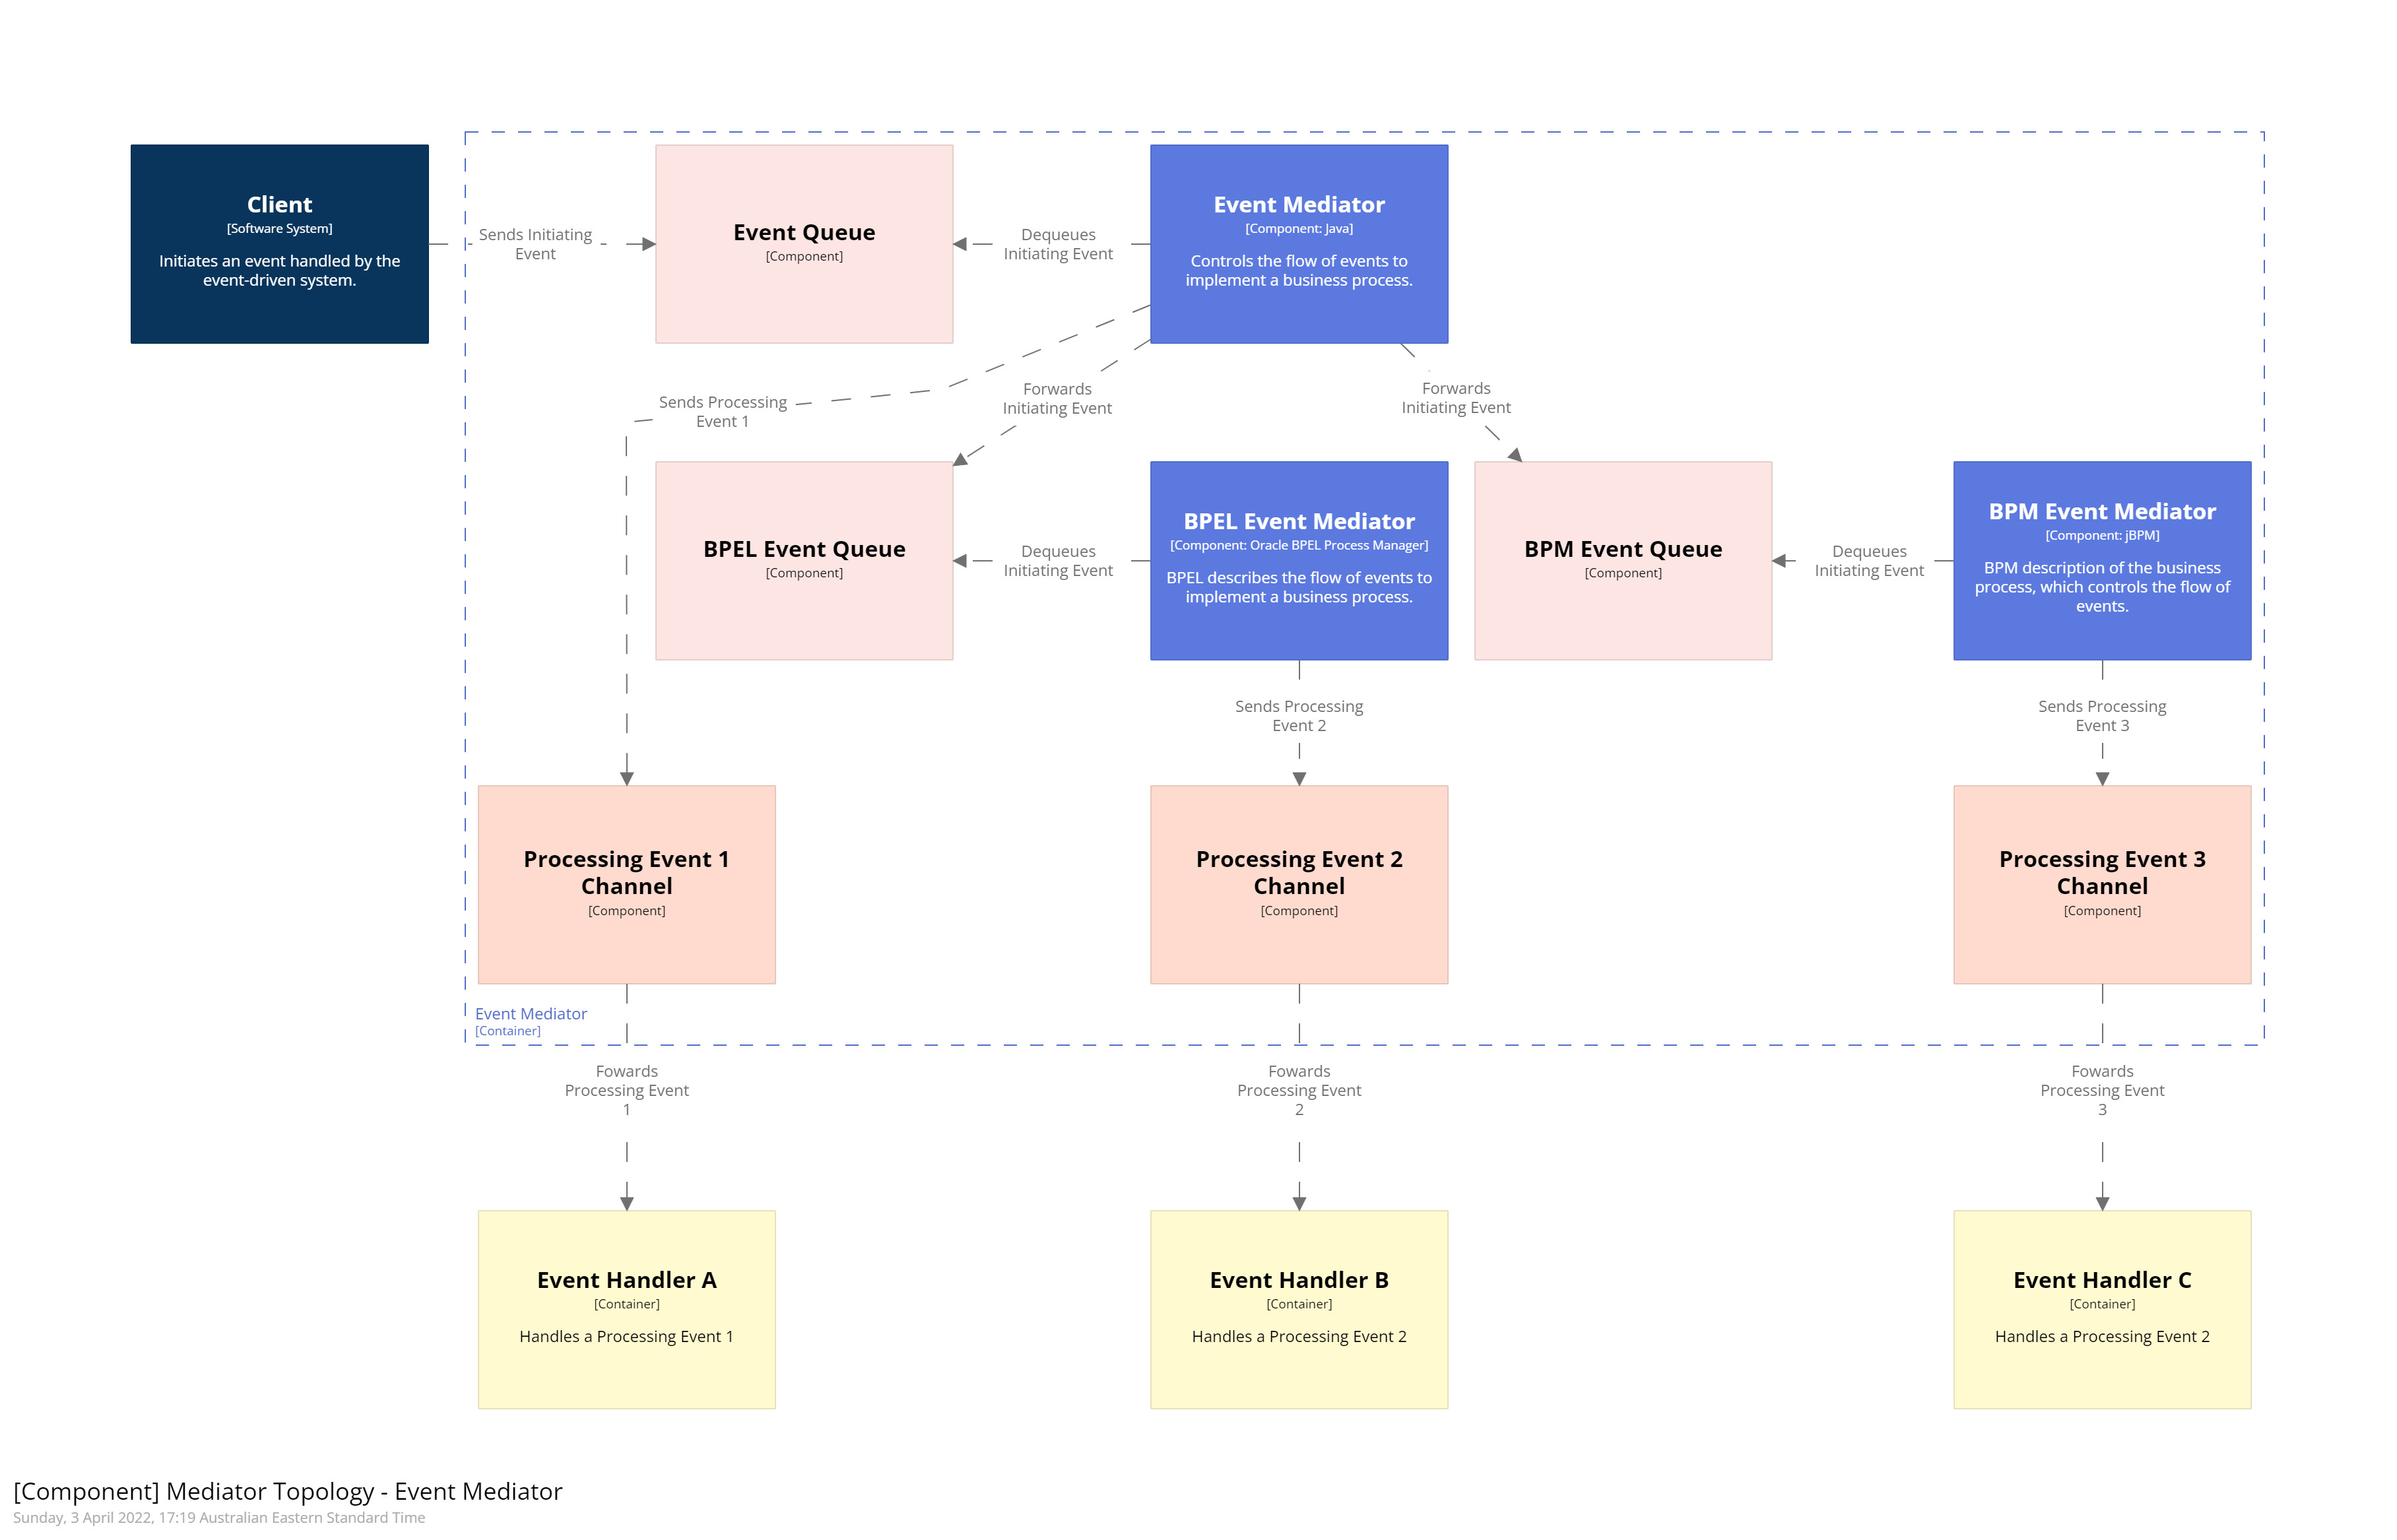 Client
[Software System]
Initiates an event handled by the
event-driven system.
Sends Initiating
Event
Event Queue
[Component]
Dequeues
Initiating Event
Event Mediator
[Component: Java]
Controls the flow of events to
implement a business process.
Sends Processing
Event 1
Forwards
Initiating Event
Forwards
Initiating Event
BPEL Event Queue
[Component]
Dequeues
Initiating Event
BPEL Event Mediator
[Component: Oracle BPEL Process Manager]
BPEL describes the flow of events to
implement a business process.
BPM Event Queue
[Component]
Dequeues
Initiating Event
BPM Event Mediator
[Component: jBPM]
BPM description of the business
process, which controls the flow of
events.
Sends Processing
Event 2
Sends Processing
Event 3
Processing Event 1
Channel
[Component]
Processing Event 2
Channel
[Component]
Processing Event 3
Channel
[Component]
Event Mediator
[Container]
Fowards
Processing Event
1
Fowards
Processing Event
2
Fowards
Processing Event
3
Event Handler A
[Container]
Handles a Processing Event 1
Event Handler B
[Container]
Handles a Processing Event 2
Event Handler C
[Container]
Handles a Processing Event 2
[Component] Mediator Topology - Event Mediator
Sunday, 3 April 2022, 17:19 Australian Eastern Standard Time